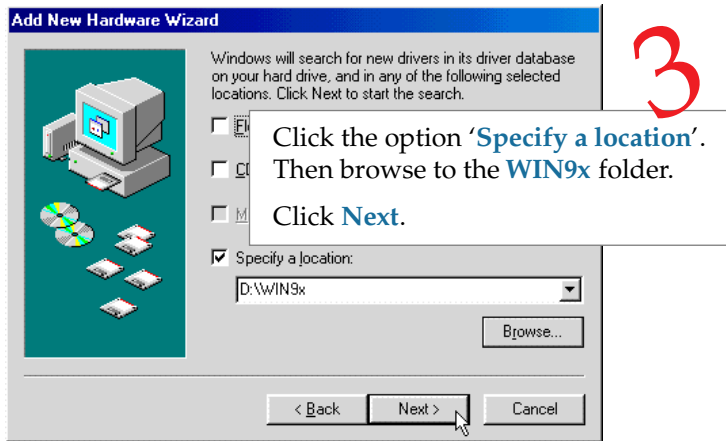 Add New Hardware Wizard
3
Windows will search for new drivers in its driver database
on your hard drive, and in any of the following selected
locations. Click Next to start the search.
Click the option ‘Specify a location’.
Then browse to the WIN9x folder.
Click Next.
Specify a location:
D:\WIN9x
Browse...
< Back
Next >
Cancel